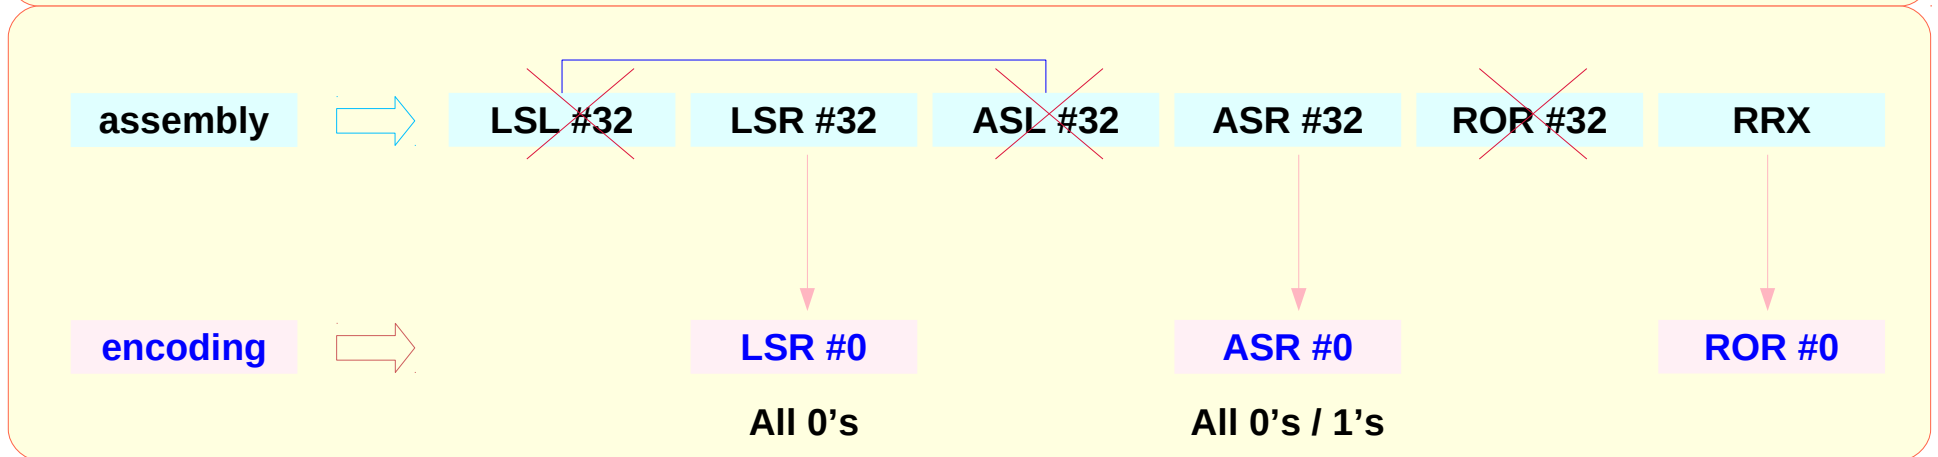 assembly LSL #32 LSR #32 ASL #32 ASR #32 ROR #32 RRX
encoding LSR #0 ASR #0 ROR #0
All 0’s All 0’s / 1’s